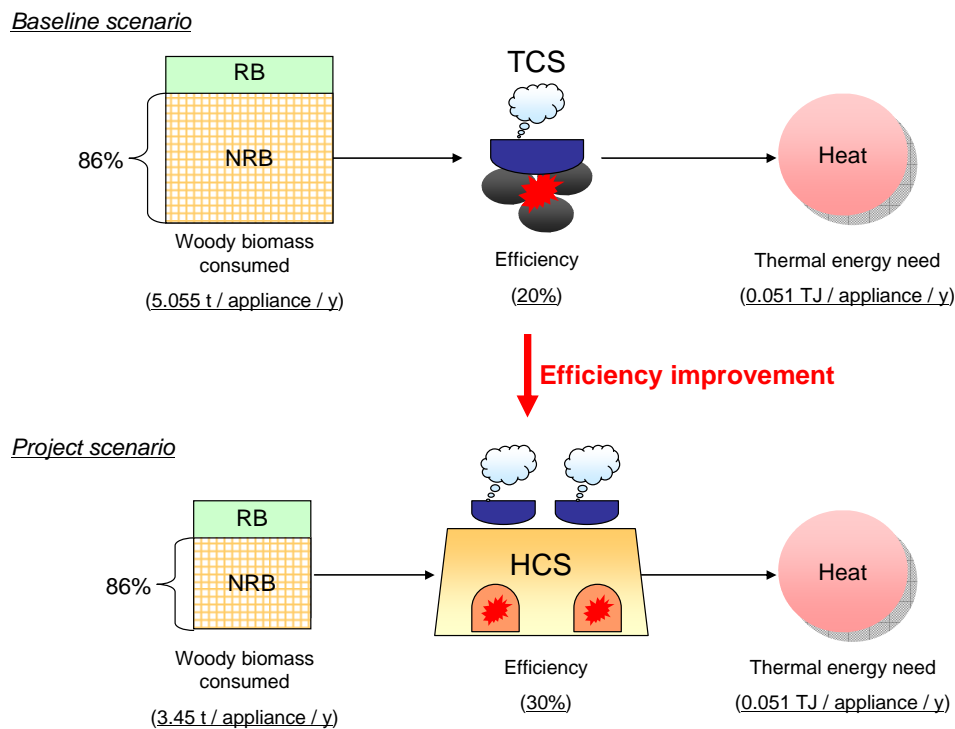 Baseline scenario
RB
86%
NRB
Woody biomass
consumed
(5.055 t / appliance / y)
TCS
Efficiency
(20%)
Heat
Thermal energy need
(0.051 TJ / appliance / y)
Efficiency improvement
Project scenario
RB
86%
NRB
Woody biomass
consumed
(3.45 t / appliance / y)
HCS
Efficiency
(30%)
Heat
Thermal energy need
(0.051 TJ / appliance / y)